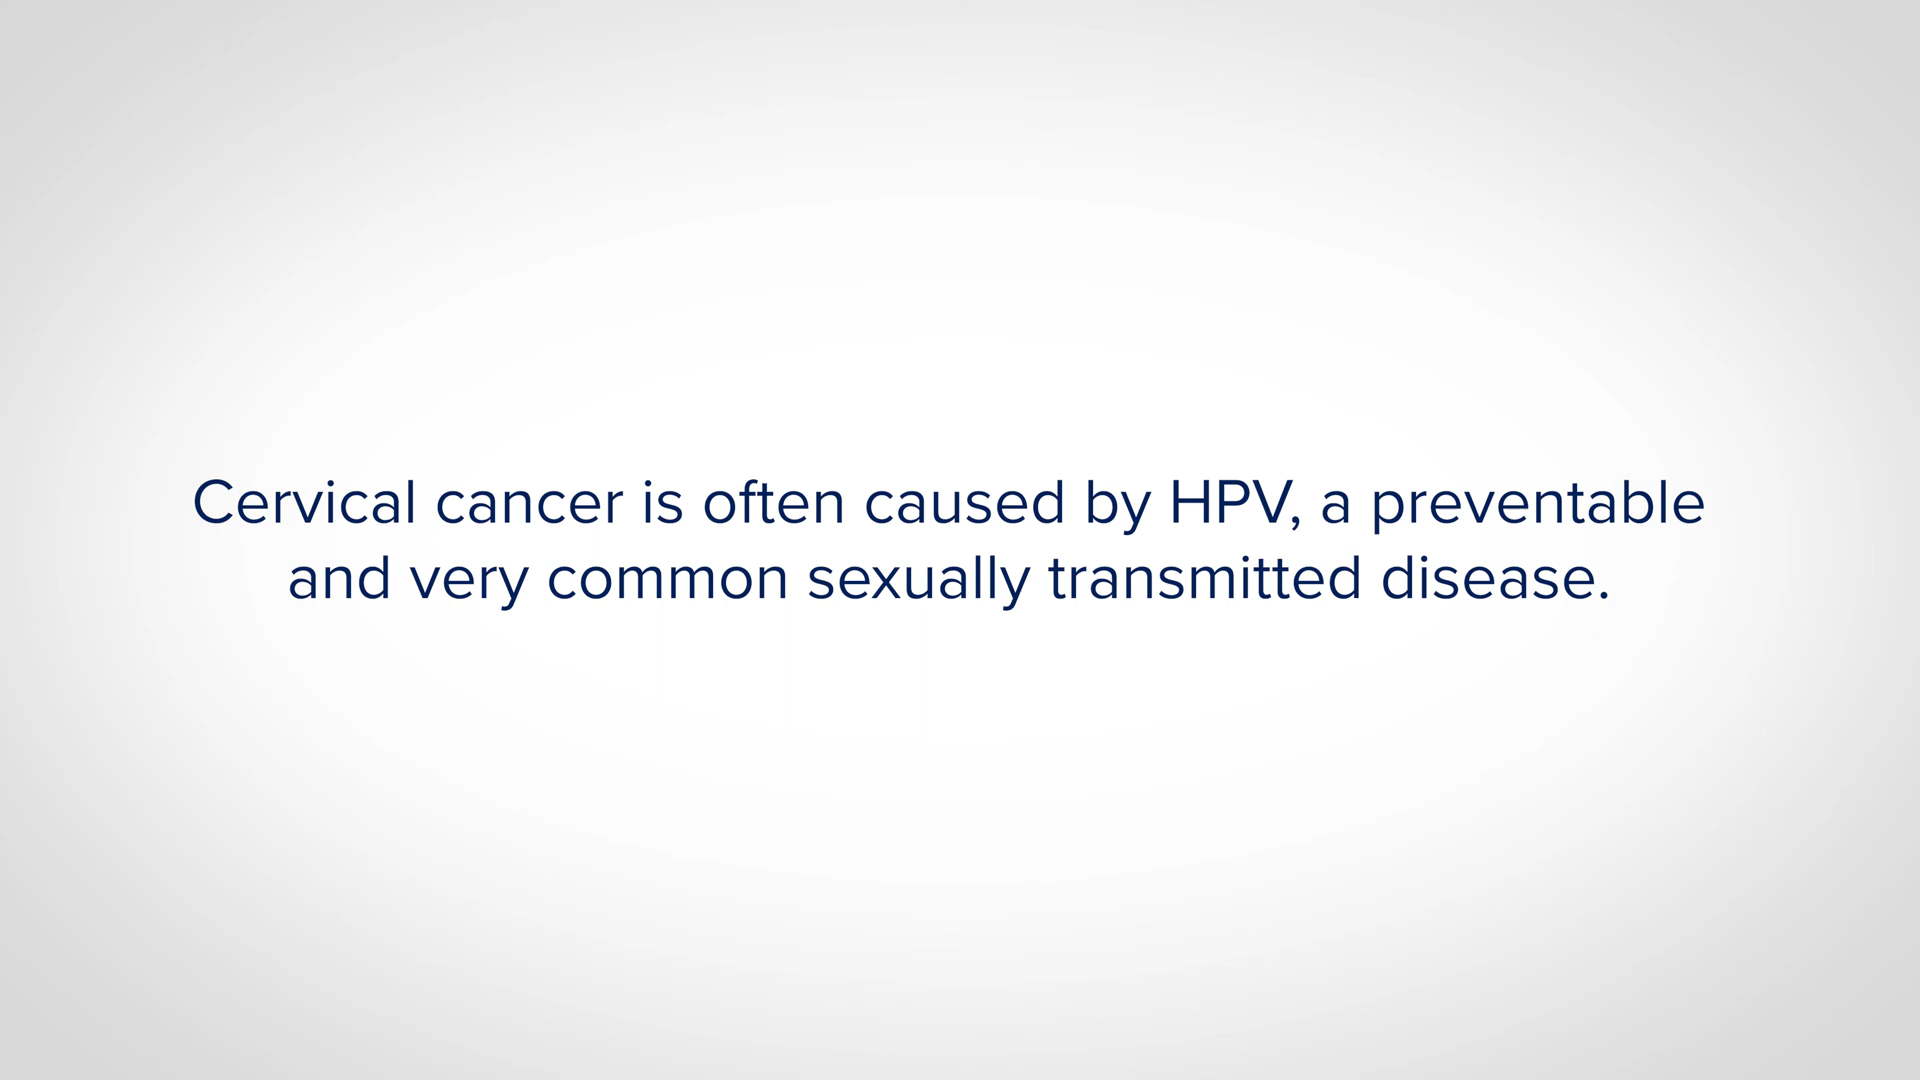 Cervical cancer is often caused by HPV, a preventable
and very common sexually transmitted disease.